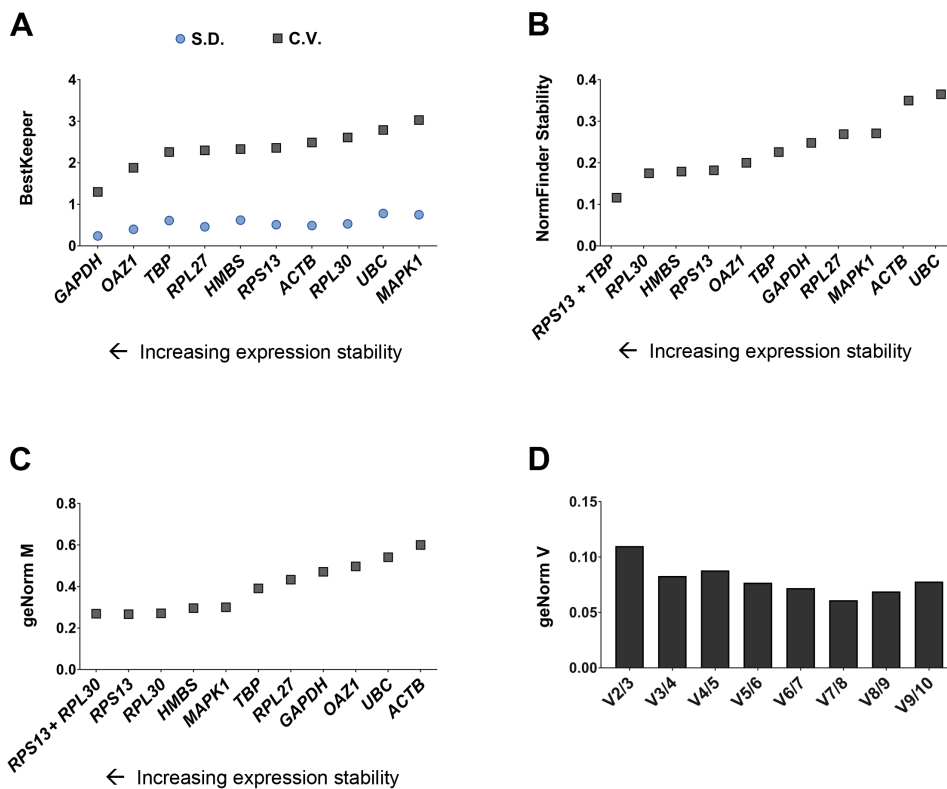 A
S.D. C.V.
BestKeeper
4
3
2
1
0
GAPDH OAZ1 TBP RPL27 HMBS RPS13 ACTB RPL30 UBC MAPK1
← Increasing expression stability
B
NormFinder Stability
0.4
0.3
0.2
0.1
0.0
RPS13 + TBP RPL30 HMBS RPS13 OAZ1 TBP GAPDH RPL27 MAPK1 ACTB UBC
← Increasing expression stability
C
geNorm M
0.8
0.6
0.4
0.2
0.0
RPS13+ RPL30 RPS13 RPL30 HMBS MAPK1 TBP RPL27 GAPDH OAZ1 UBC ACTB
← Increasing expression stability
D
geNorm V
0.15
0.10
0.05
0.00
V2/3 V3/4 V4/5 V5/6 V6/7 V7/8 V8/9 V9/10